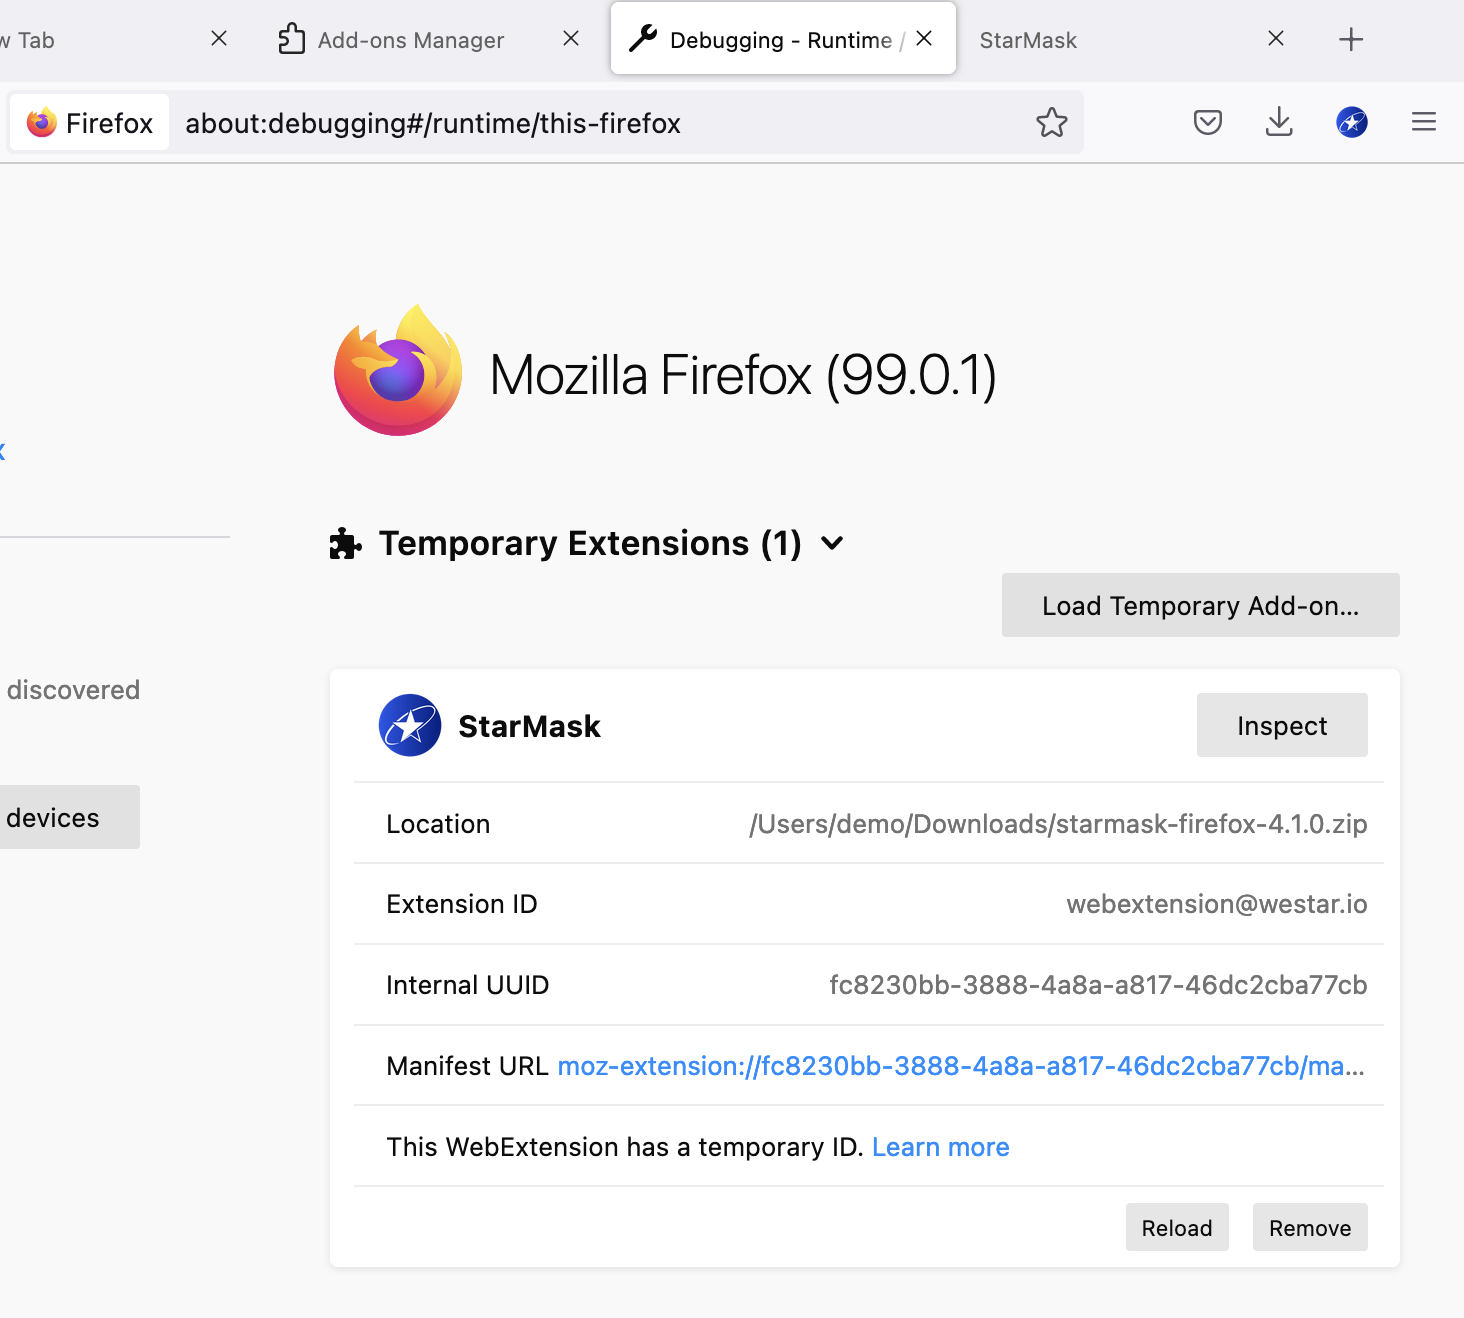 w Tab
Add-ons Manager
Debugging - Runtime /
StarMask
Firefox
about:debugging#/runtime/this-firefox
Mozilla Firefox (99.0.1)
x
Temporary Extensions (1)
Load Temporary Add-on...
discovered
StarMask
Inspect
devices
Location /Users/demo/Downloads/starmask-firefox-4.1.0.zip
Extension ID webextension@westar.io
Internal UUID fc8230bb-3888-4a8a-a817-46dc2cba77cb
Manifest URL moz-extension://fc8230bb-3888-4a8a-a817-46dc2cba77cb/ma...
This WebExtension has a temporary ID. Learn more
Reload
Remove